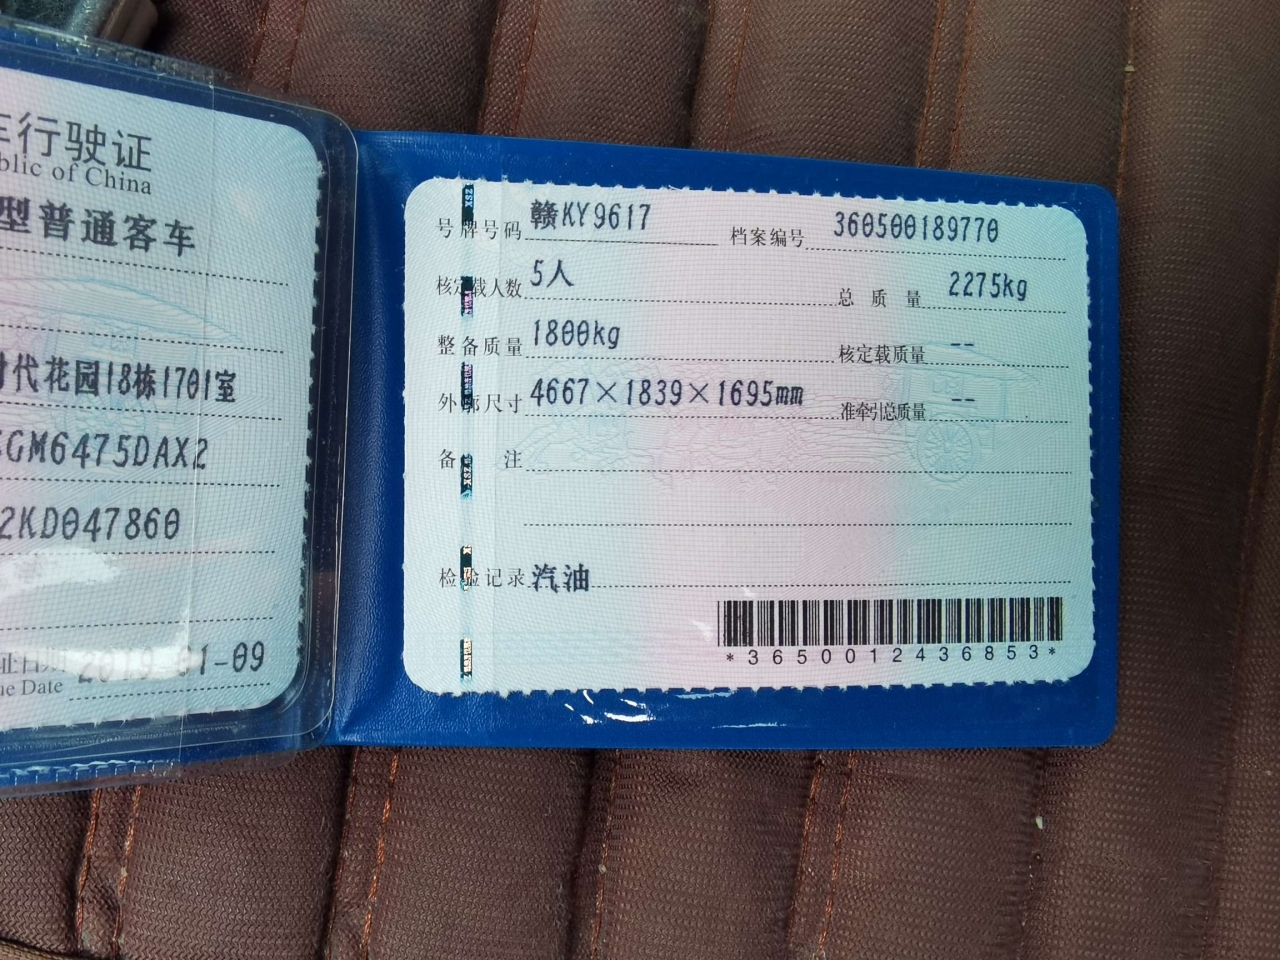 行驶证
blic of China
型普通客车
时代花园18栋1701室
GM6475DAX2
2KD047860
证日期 2019-01-09
ue Date
号牌号码 赣KY9617 档案编号 360500189770
核定载人数 5人 总质量 2275kg
整备质量 1800kg 核定载质量 --
外廓尺寸 4667×1839×1695mm 准牵引总质量 --
备注
检验记录 汽油
*3650012436853*